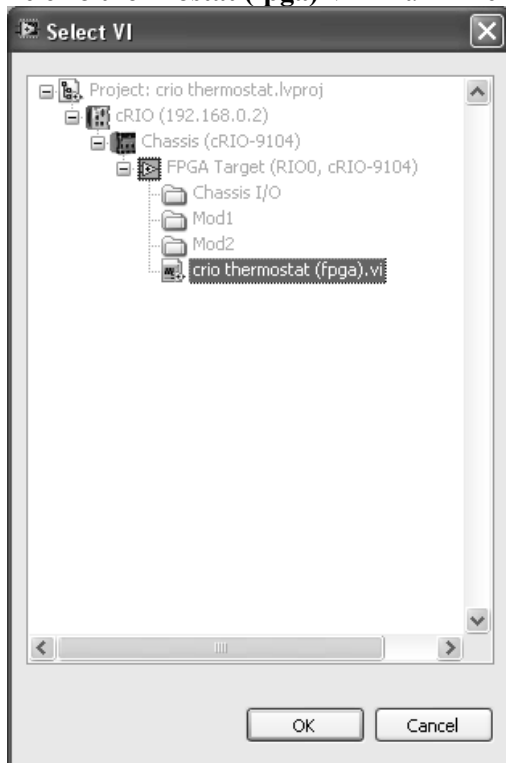 Select VI
Project: crio thermostat.lvproj
cRIO (192.168.0.2)
Chassis (cRIO-9104)
FPGA Target (RIO0, cRIO-9104)
Chassis I/O
Mod1
Mod2
crio thermostat (fpga).vi
OK
Cancel